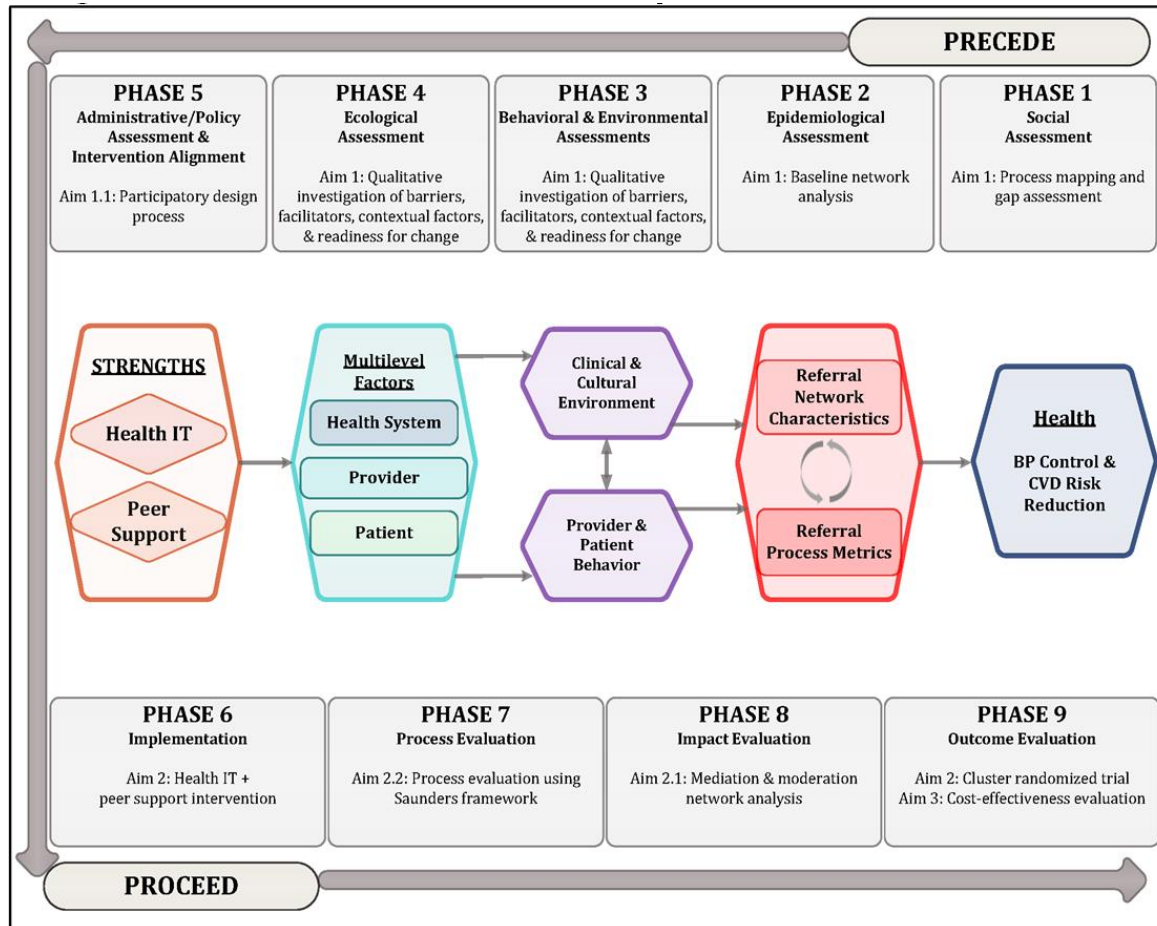 PRECEDE
PHASE 5
Administrative/Policy
Assessment &
Intervention Alignment
Aim 1.1: Participatory design
process
PHASE 4
Ecological
Assessment
Aim 1: Qualitative
investigation of barriers,
facilitators, contextual factors,
& readiness for change
PHASE 3
Behavioral & Environmental
Assessments
Aim 1: Qualitative
investigation of barriers,
facilitators, contextual factors,
& readiness for change
PHASE 2
Epidemiological
Assessment
Aim 1: Baseline network
analysis
PHASE 1
Social
Assessment
Aim 1: Process mapping and
gap assessment
STRENGTHS
Health IT
Peer
Support
Multilevel
Factors
Health System
Provider
Patient
Clinical &
Cultural
Environment
Provider &
Patient
Behavior
Referral
Network
Characteristics
Referral
Process Metrics
Health
BP Control &
CVD Risk
Reduction
PHASE 6
Implementation
Aim 2: Health IT +
peer support intervention
PHASE 7
Process Evaluation
Aim 2.2: Process evaluation using
Saunders framework
PHASE 8
Impact Evaluation
Aim 2.1: Mediation & moderation
network analysis
PHASE 9
Outcome Evaluation
Aim 2: Cluster randomized trial
Aim 3: Cost-effectiveness evaluation
PROCEED